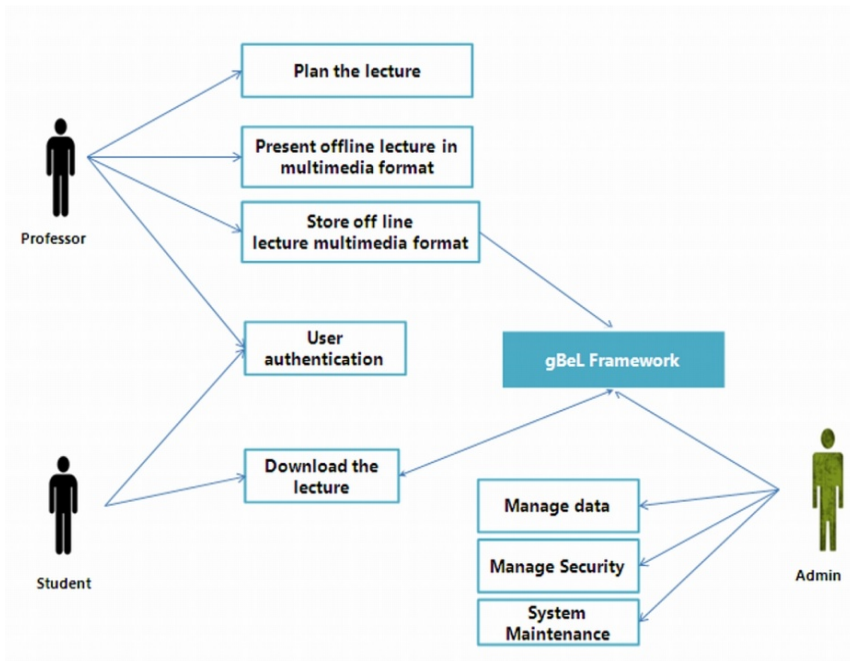 Plan the lecture
Present offline lecture in
multimedia format
Store off line
lecture multimedia format
Professor
User
authentication
gBeL Framework
Download the
lecture
Student
Manage data
Manage Security
System
Maintenance
Admin